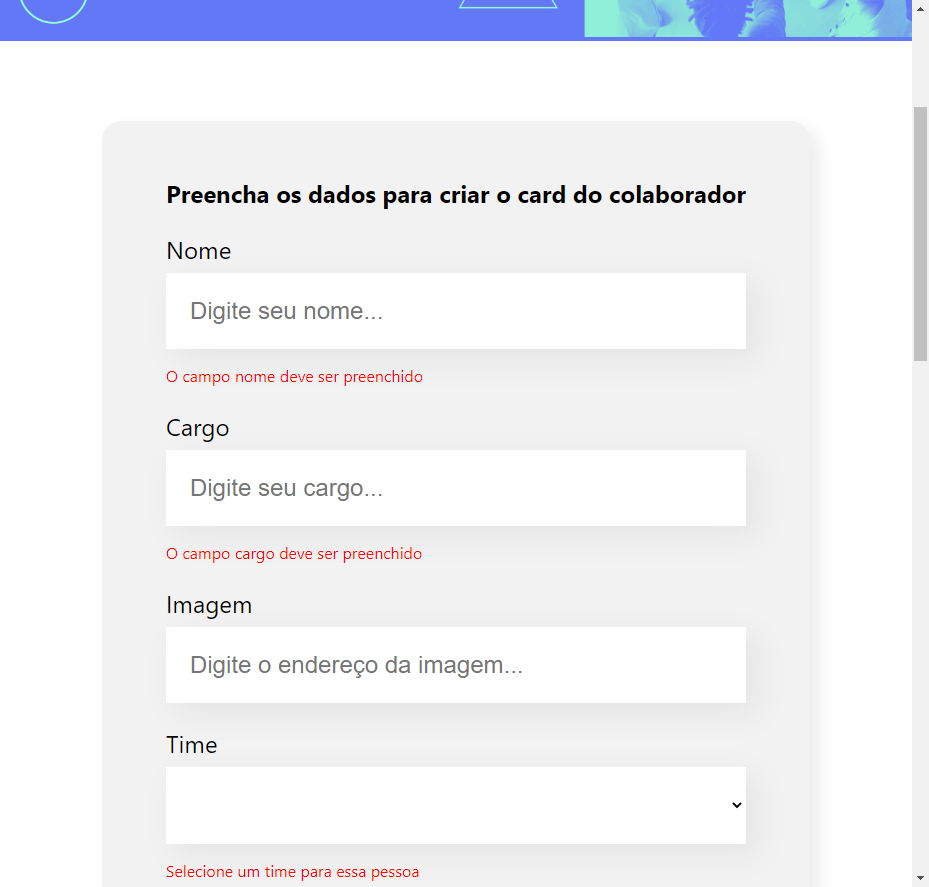 Preencha os dados para criar o card do colaborador
Nome
Digite seu nome...
O campo nome deve ser preenchido
Cargo
Digite seu cargo...
O campo cargo deve ser preenchido
Imagem
Digite o endereço da imagem...
Time
Selecione um time para essa pessoa